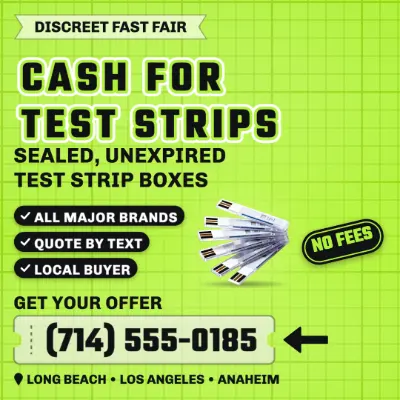 DISCREET FAST FAIR
CASH FOR
TEST STRIPS
SEALED, UNEXPIRED
TEST STRIP BOXES
ALL MAJOR BRANDS
QUOTE BY TEXT
LOCAL BUYER
NO FEES
GET YOUR OFFER
(714) 555-0185
LONG BEACH • LOS ANGELES • ANAHEIM